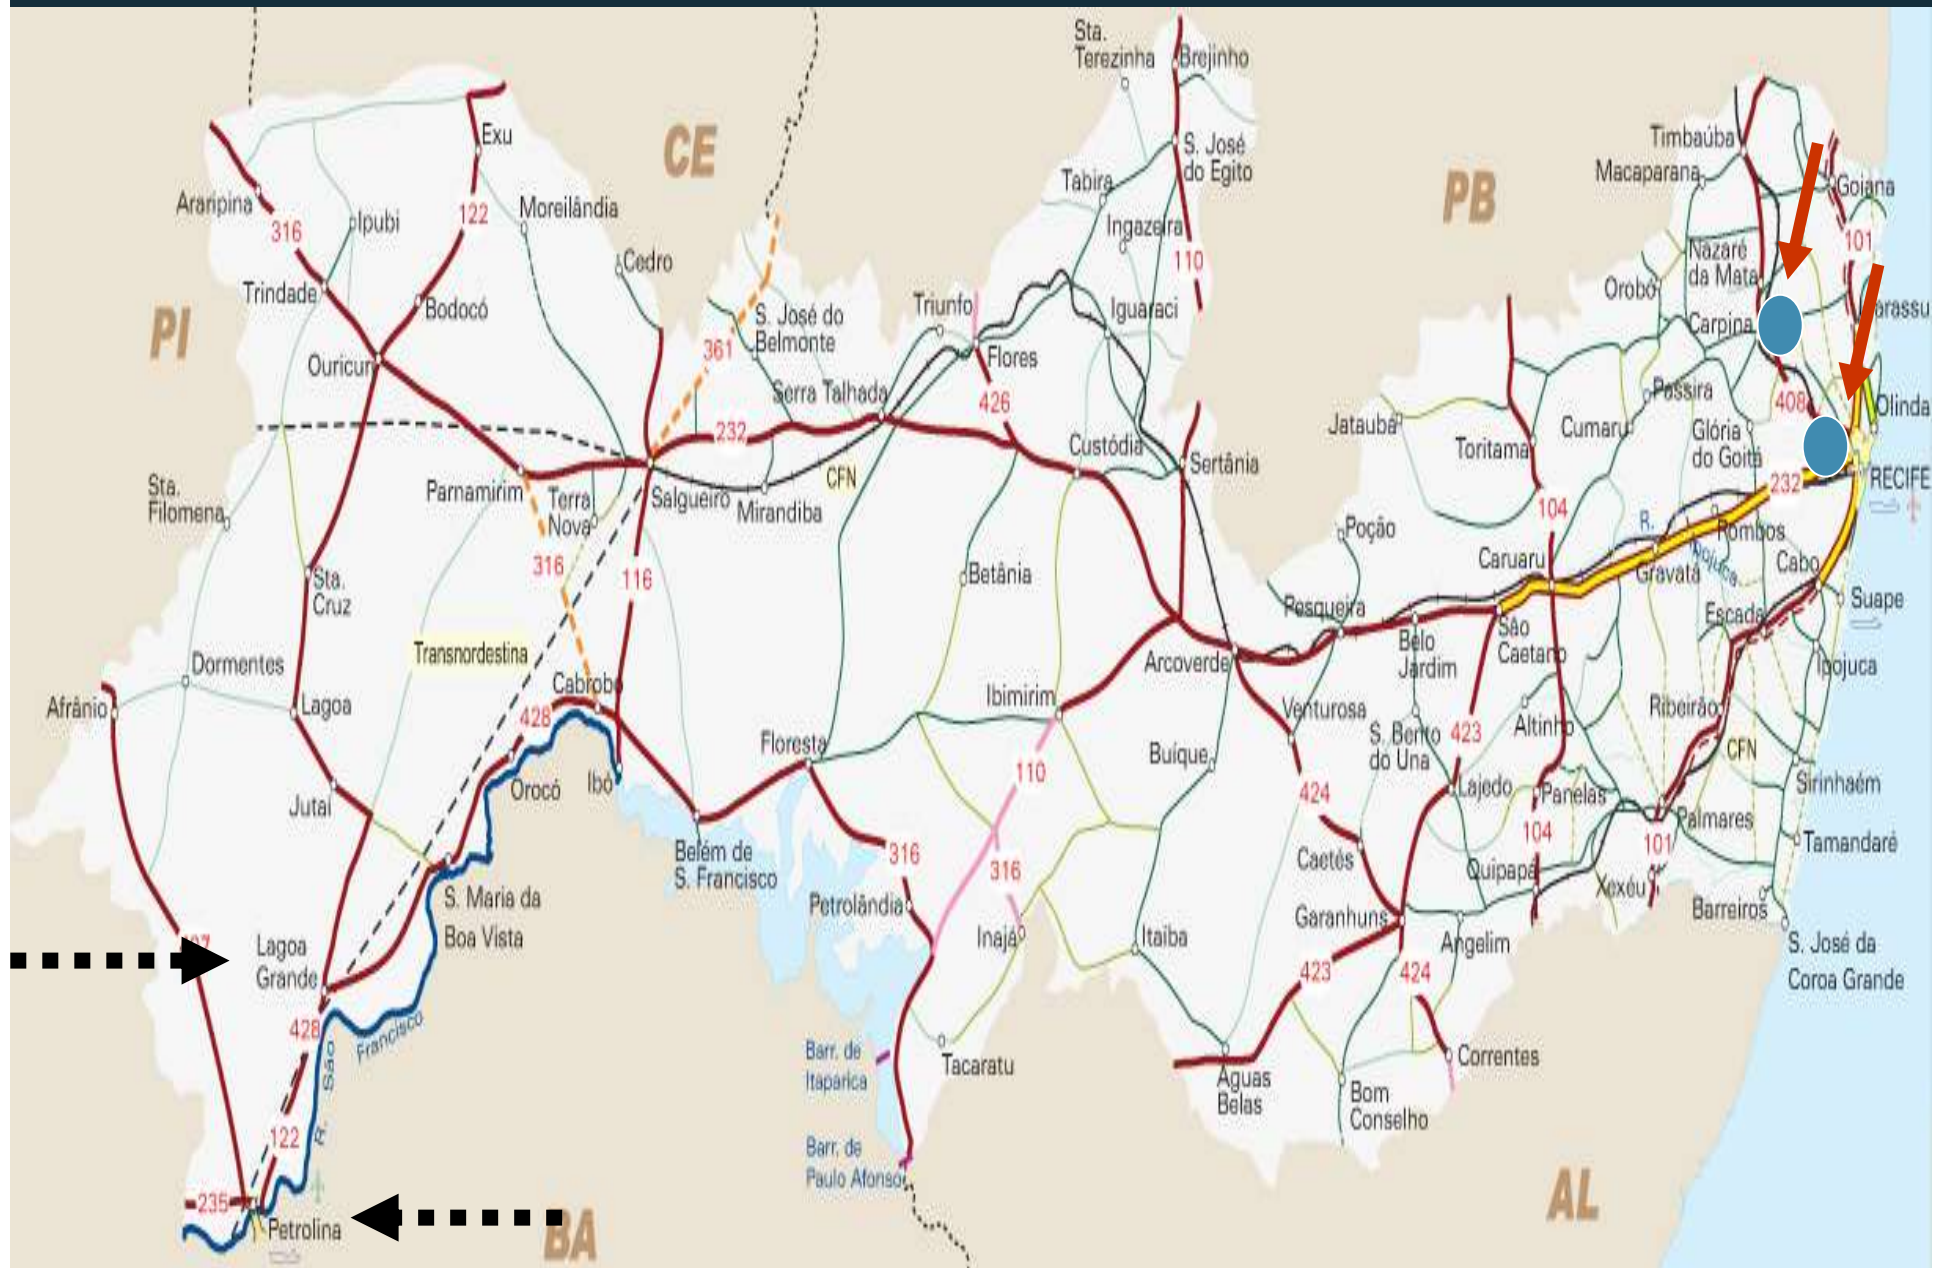 Sta.
Terezinha
Brejinho
Exu
CE
Timbaúba
S. José
do Egito
Macaparana
Araripina
Tabira
PB
Goiana
122
Moreilândia
316
Ipubi
Ingazeira
101
Nazaré
da Mata
110
Cedro
Trindade
Bodocó
Orobó
PI
S. José do
Belmonte
Triunfo
Iguaraci
Carpina
arassu
361
Flores
Ouricuri
Serra Talhada
426
Passira
408
Olinda
232
Jataubá
Toritama
Cumaru
Glória
do Goitá
Custódia
Sertânia
Parnamirim
Terra
Nova
Salgueiro
Mirandiba
CFN
232
RECIFE
Sta.
Filomena
104
Poção
R.
Ipojuca
Pombos
316
116
Betânia
Caruaru
Gravatá
Cabo
Sta.
Cruz
Pesqueira
Escada
Suape
Transnordestina
Belo
Jardim
São
Caetano
Dormentes
Arcoverde
Ipojuca
Cabrobó
Afrânio
Lagoa
428
Ibimirim
Venturosa
Ribeirão
Altinho
Floresta
S. Bento
do Una
423
CFN
Buíque
110
Orocó
Ibó
Sirinhaém
Jutaí
424
Lajedo
Panelas
Palmares
104
101
Tamandaré
Belém de
S. Francisco
316
316
Caetés
Quipapá
Xexéu
S. Maria da
Boa Vista
Petrolândia
Garanhuns
Barreiros
Inajá
Itaíba
Angelim
S. José da
Coroa Grande
Lagoa
Grande
423
424
428
R. São
Francisco
Barr. de
Itaparica
Tacaratu
Correntes
Águas
Belas
Bom
Conselho
122
Barr. de
Paulo Afonso
235
Petrolina
BA
AL